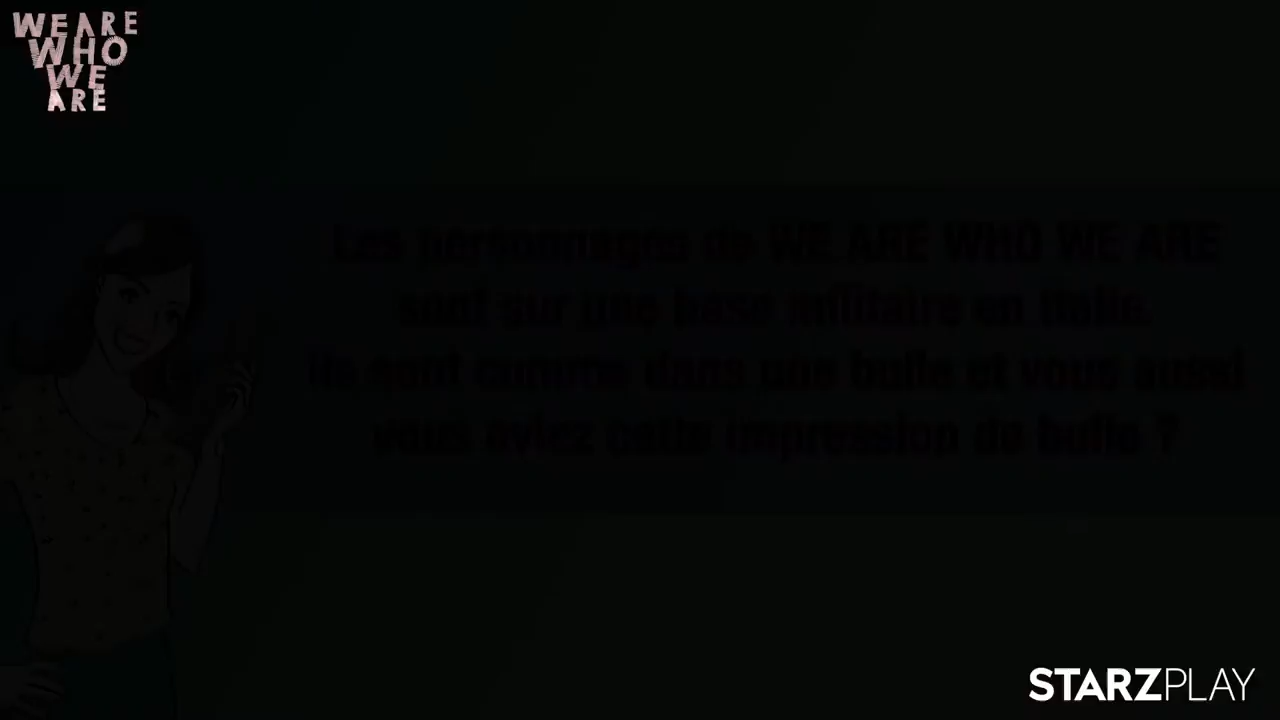 WE ARE
WHO
WE
ARE
Les personnages de WE ARE WHO WE ARE
sont sur une base militaire en Italie.
Ils sont comme dans une bulle et vous aussi
vous aviez cette impression de bulle ?
STARZPLAY